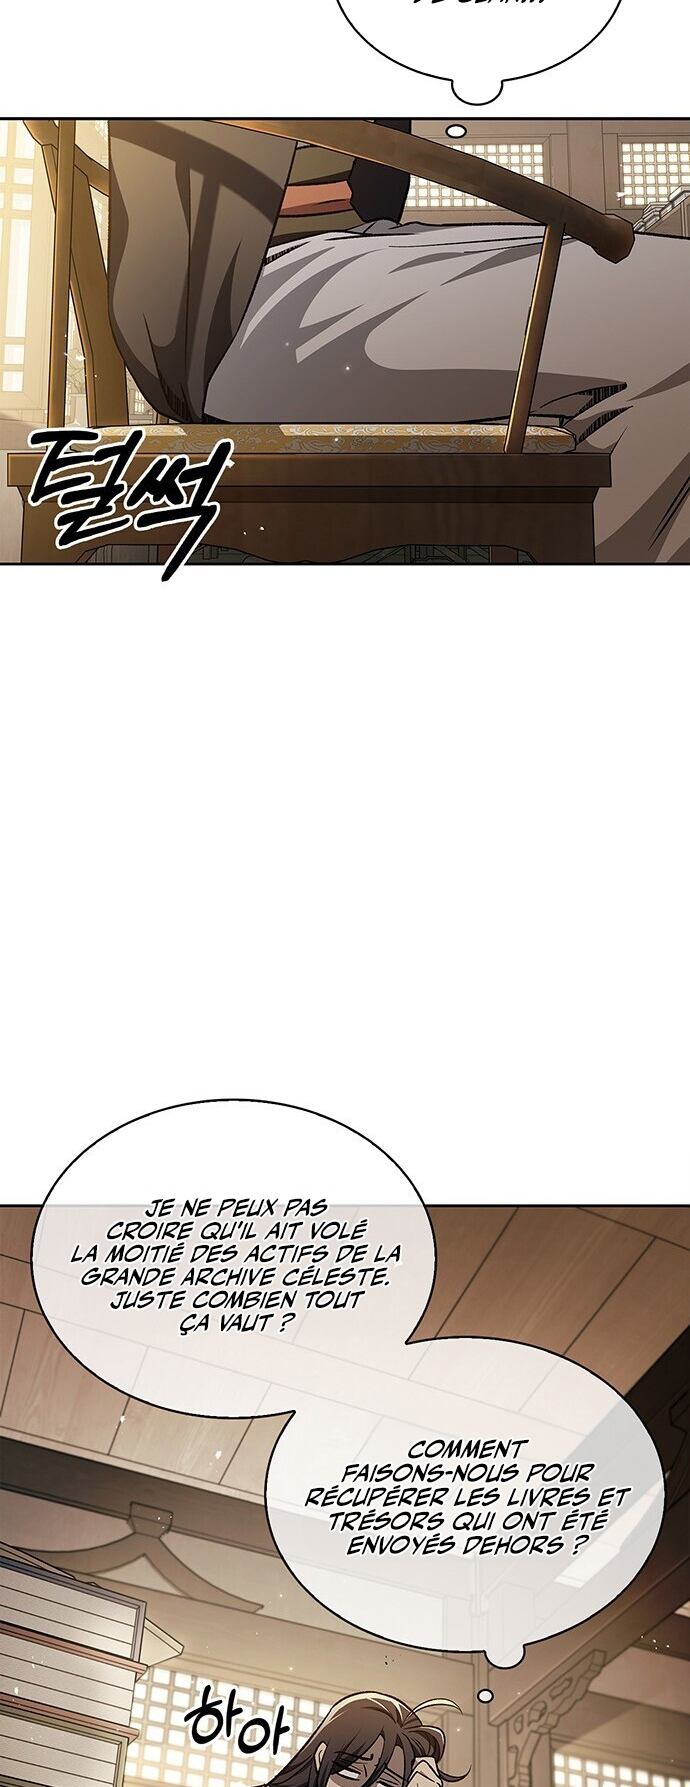 털썩
JE NE PEUX PAS
CROIRE QU'IL AIT VOLÉ
LA MOITIÉ DES ACTIFS DE LA
GRANDE ARCHIVE CÉLESTE.
JUSTE COMBIEN TOUT
ÇA VAUT ?
COMMENT
FAISONS-NOUS POUR
RÉCUPÉRER LES LIVRES ET
TRÉSORS QUI ONT ÉTÉ
ENVOYÉS DEHORS ?
하아